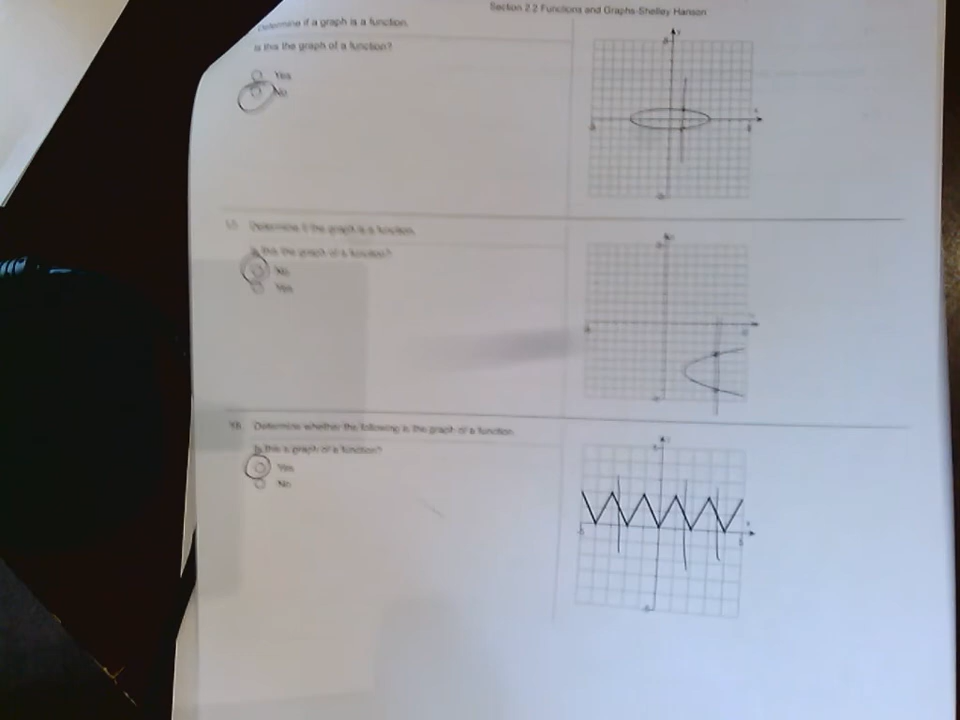 Section 2.2 Functions and Graphs-Shelley Hanson
Determine if a graph is a function.
Is this the graph of a function?
Yes
No
y
x
Determine if the graph is a function.
Is this the graph of a function?
No
Yes
Determine whether the following is the graph of a function.
Is this a graph of a function?
Yes
No